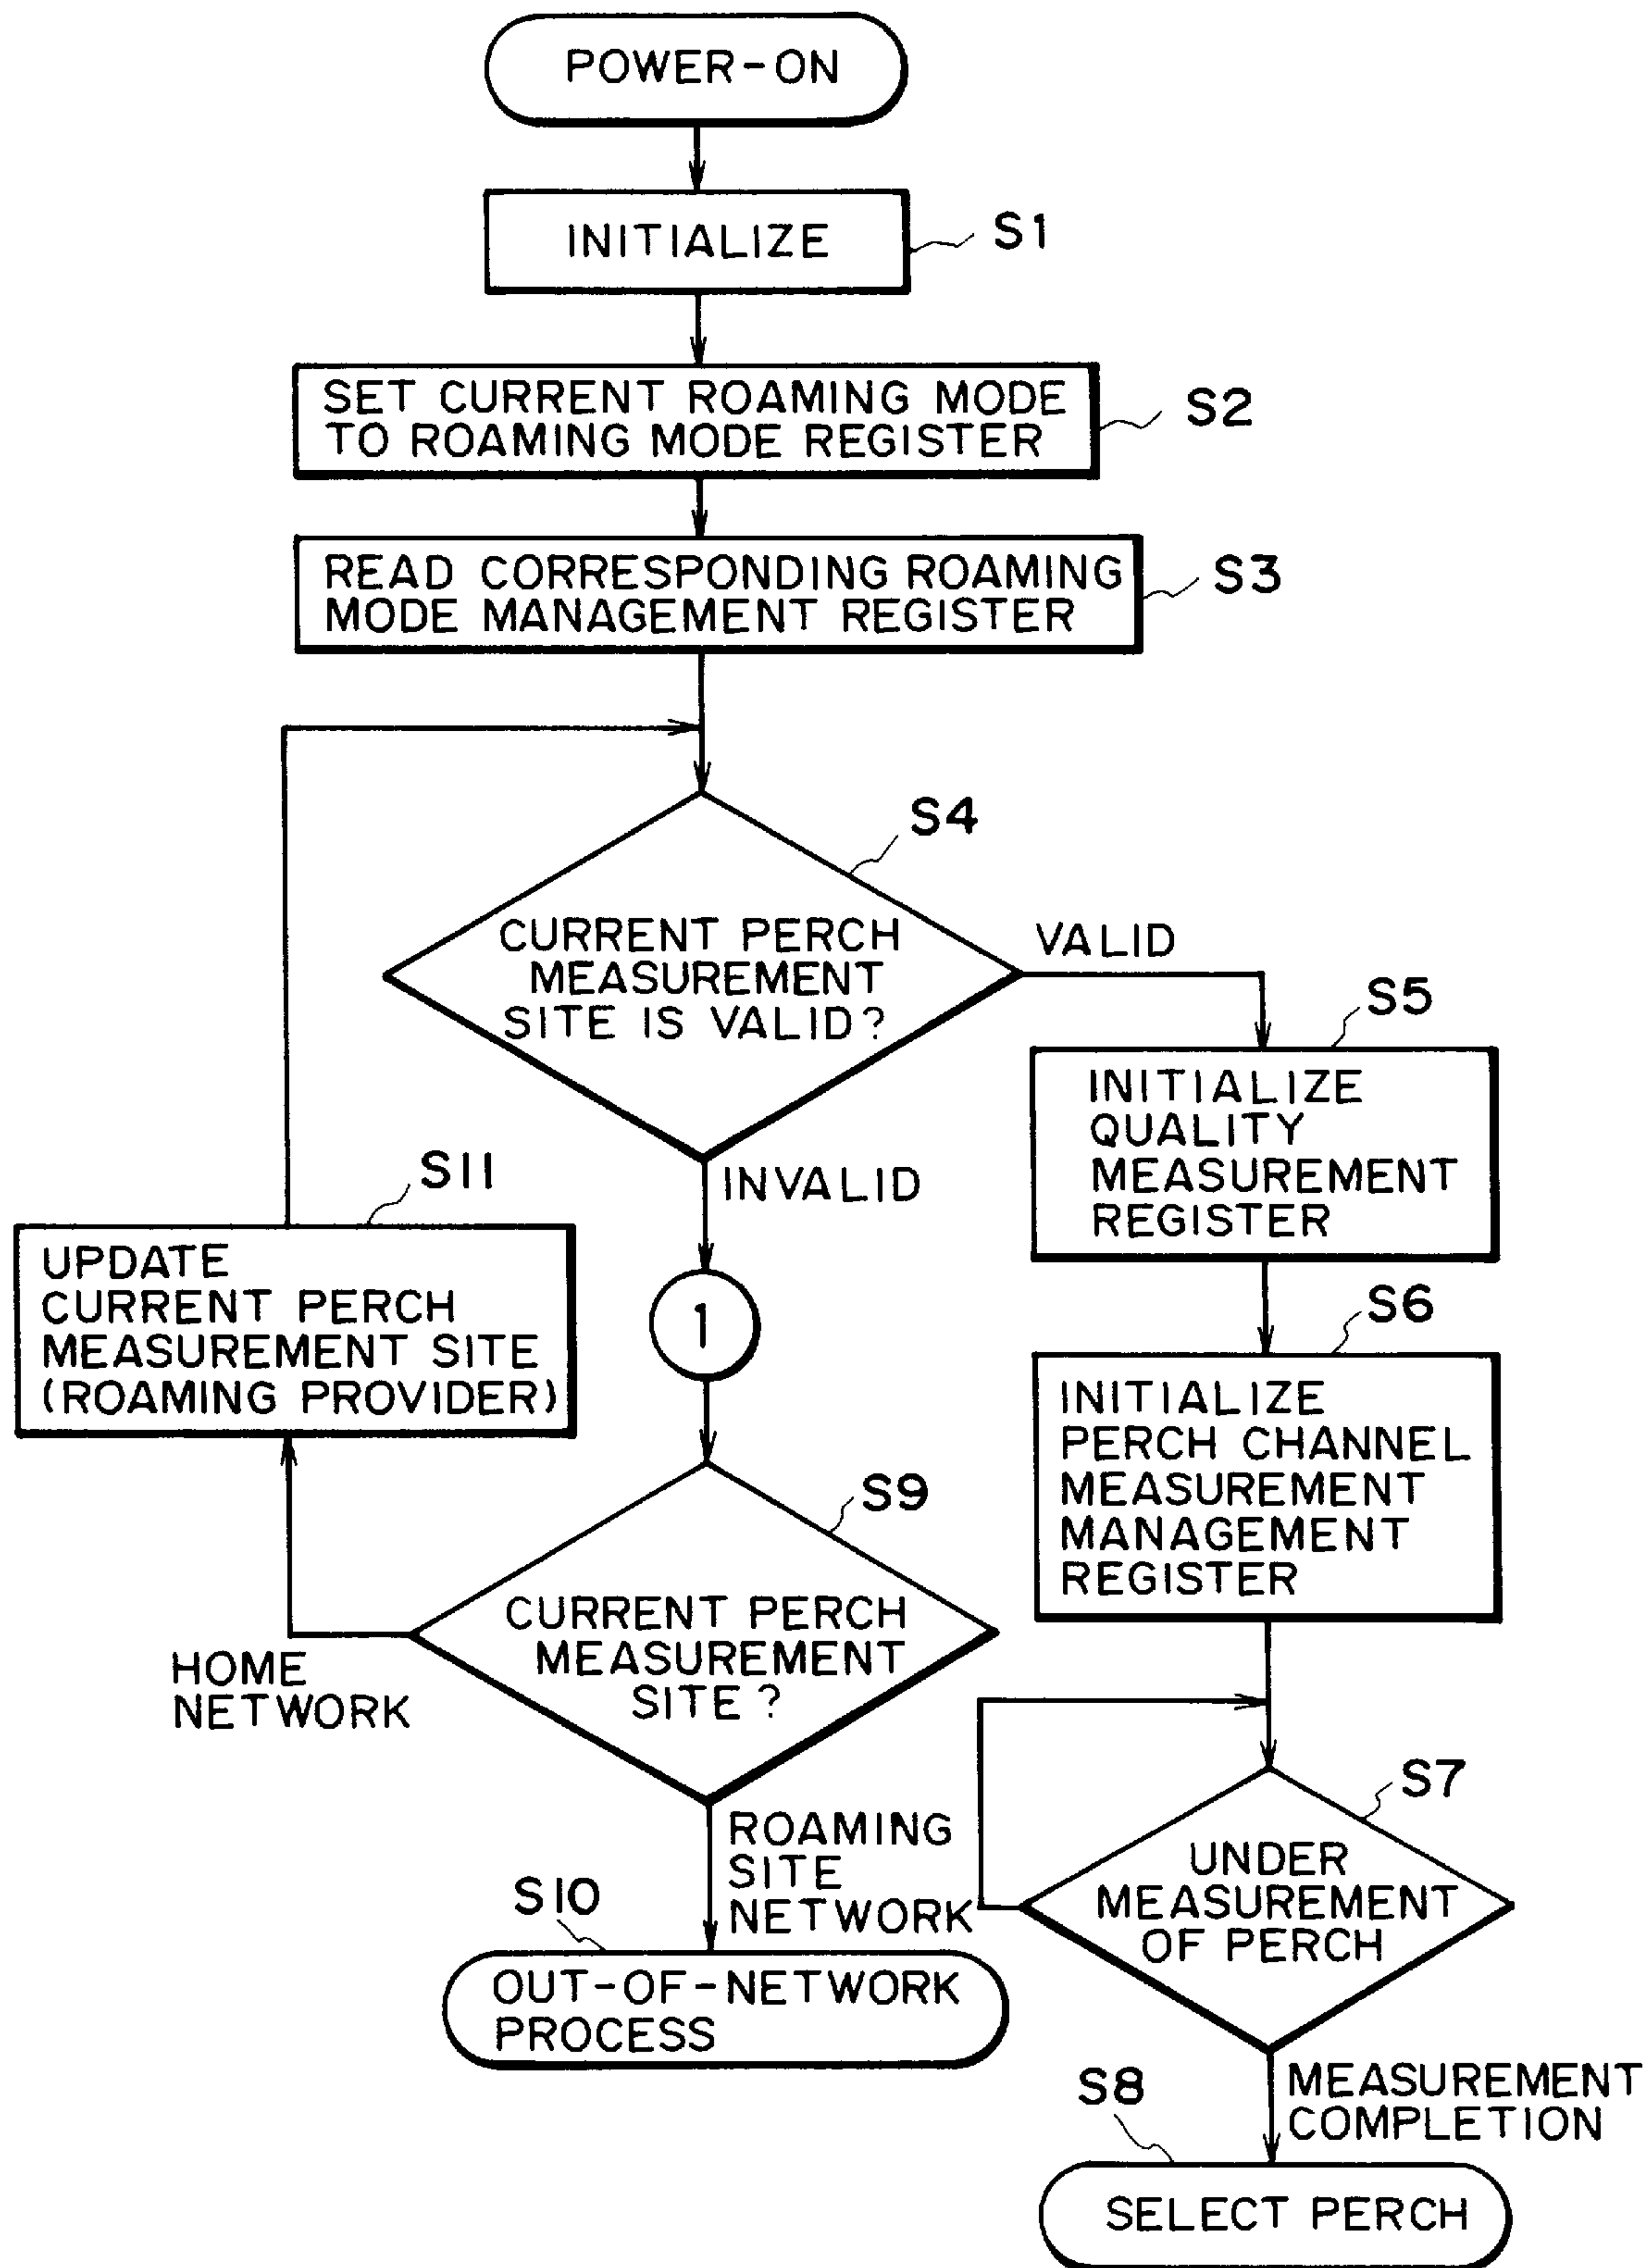 POWER-ON
INITIALIZE
S1
SET CURRENT ROAMING MODE
TO ROAMING MODE REGISTER
S2
READ CORRESPONDING ROAMING
MODE MANAGEMENT REGISTER
S3
S4
CURRENT PERCH
MEASUREMENT
SITE IS VALID?
VALID
INVALID
S5
INITIALIZE
QUALITY
MEASUREMENT
REGISTER
S11
UPDATE
CURRENT PERCH
MEASUREMENT SITE
(ROAMING PROVIDER)
1
S6
INITIALIZE
PERCH CHANNEL
MEASUREMENT
MANAGEMENT
REGISTER
S9
CURRENT PERCH
MEASUREMENT
SITE?
HOME
NETWORK
ROAMING
SITE
NETWORK
S10
OUT-OF-NETWORK
PROCESS
S7
UNDER
MEASUREMENT
OF PERCH
MEASUREMENT
COMPLETION
S8
SELECT PERCH